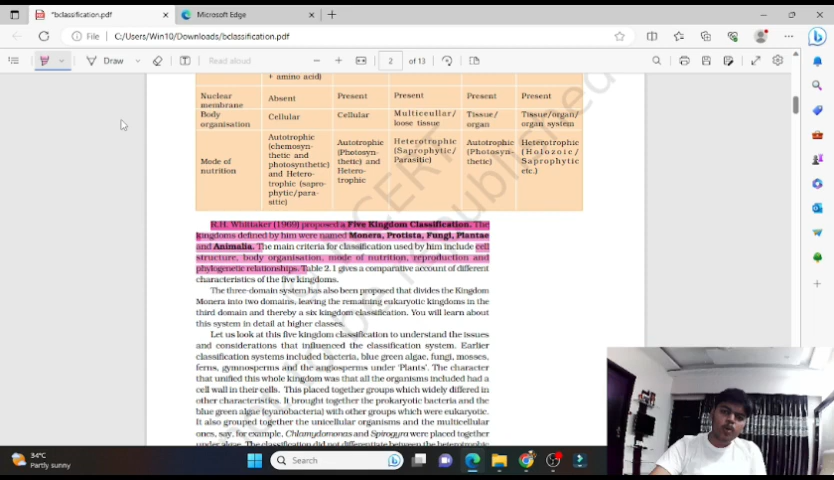 *bclassification.pdf
Microsoft Edge
File
C:/Users/Win10/Downloads/bclassification.pdf
Draw
Read aloud
2
of 13
+ amino acid)
Nuclear membrane
Absent
Present
Present
Present
Present
Body organisation
Cellular
Cellular
Multiceullar/ loose tissue
Tissue/ organ
Tissue/organ/ organ system
Mode of nutrition
Autotrophic (chemosyn- thetic and photosynthetic) and Hetero- trophic (sapro- phytic/para- sitic)
Autotrophic (Photosyn- thetic) and Hetero- trophic
Heterotrophic (Saprophytic/ Parasitic)
Autotrophic (Photosyn- thetic)
Heterotrophic (Holozoic/ Saprophytic etc.)
R.H. Whittaker (1969) proposed a Five Kingdom Classification. The
kingdoms defined by him were named Monera, Protista, Fungi, Plantae
and Animalia. The main criteria for classification used by him include cell
structure, body organisation, mode of nutrition, reproduction and
phylogenetic relationships. Table 2.1 gives a comparative account of different
characteristics of the five kingdoms.
The three-domain system has also been proposed that divides the Kingdom
Monera into two domains, leaving the remaining eukaryotic kingdoms in the
third domain and thereby a six kingdom classification. You will learn about
this system in detail at higher classes.
Let us look at this five kingdom classification to understand the issues
and considerations that influenced the classification system. Earlier
classification systems included bacteria, blue green algae, fungi, mosses,
ferns, gymnosperms and the angiosperms under 'Plants'. The character
that unified this whole kingdom was that all the organisms included had a
cell wall in their cells. This placed together groups which widely differed in
other characteristics. It brought together the prokaryotic bacteria and the
blue green algae (cyanobacteria) with other groups which were eukaryotic.
It also grouped together the unicellular organisms and the multicellular
ones, say, for example, Chlamydomonas and Spirogyra were placed together
under algae. The classification did not differentiate between the heterotrophic
34°C
Partly sunny
Search